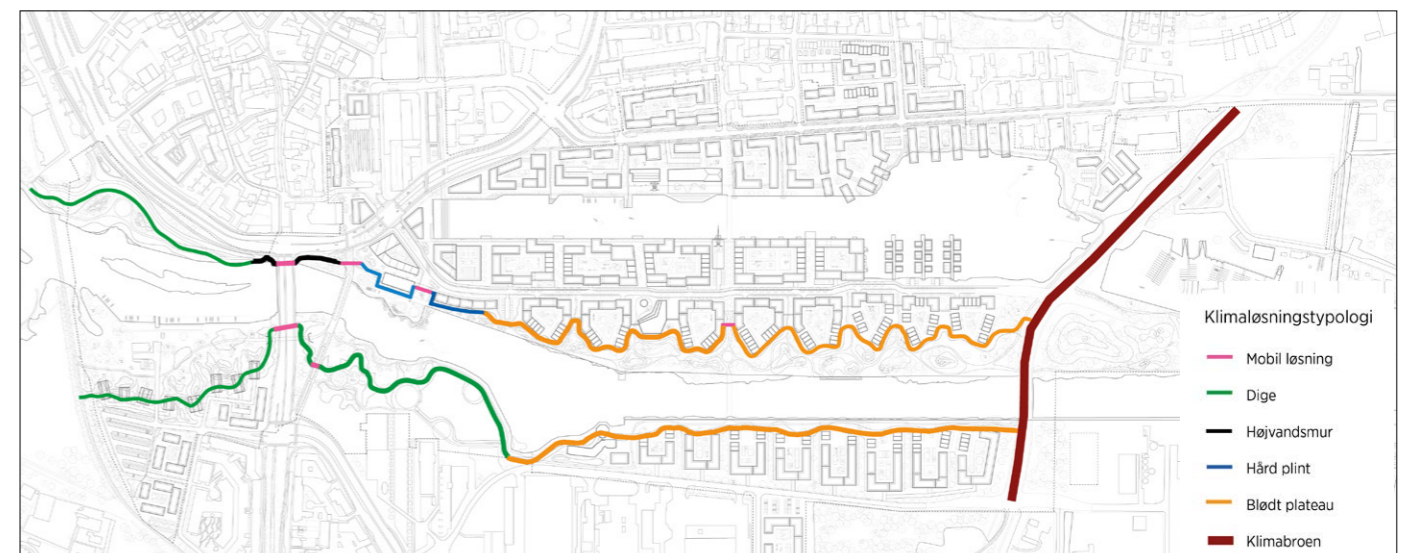 Klimaløsningstypologi
Mobil løsning
Dige
Højvandsmur
Hård plint
Blødt plateau
Klimabroen